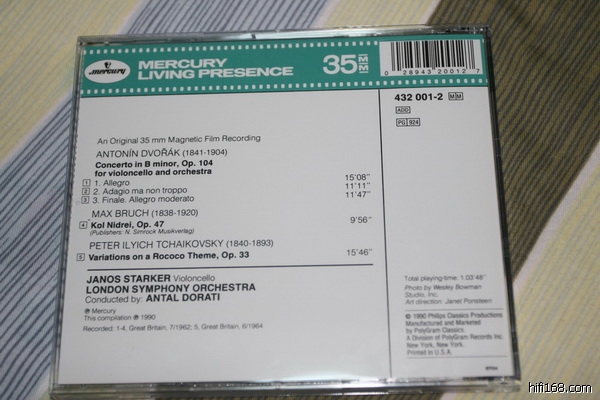 mercury
MERCURY
LIVING PRESENCE
35 MM
0 28943 20012 7
432 001-2 MM
ADD
PG 924
An Original 35 mm Magnetic Film Recording
ANTONÍN DVOŘÁK (1841-1904)
Concerto in B minor, Op. 104
for violoncello and orchestra
1 1. Allegro 15'08"
2 2. Adagio ma non troppo 11'11"
3 3. Finale. Allegro moderato 11'47"
MAX BRUCH (1838-1920)
4 Kol Nidrei, Op. 47 9'56"
(Publishers: N. Simrock Musikverlag)
PETER ILYICH TCHAIKOVSKY (1840-1893)
5 Variations on a Rococo Theme, Op. 33 15'46"
JANOS STARKER Violoncello
LONDON SYMPHONY ORCHESTRA
Conducted by: ANTAL DORATI
℗ Mercury
This compilation ℗ 1990
Recorded: 1-4, Great Britain, 7/1962; 5, Great Britain, 6/1964
Total playing-time: 1.03'48"
Photo by Wesley Bowman
Studio, Inc.
Art direction: Janet Ponsteen
© 1990 Philips Classics Productions
Manufactured and Marketed
by PolyGram Classics.
A Division of PolyGram Records Inc.
New York, New York.
Printed in U.S.A.
hifi168.com